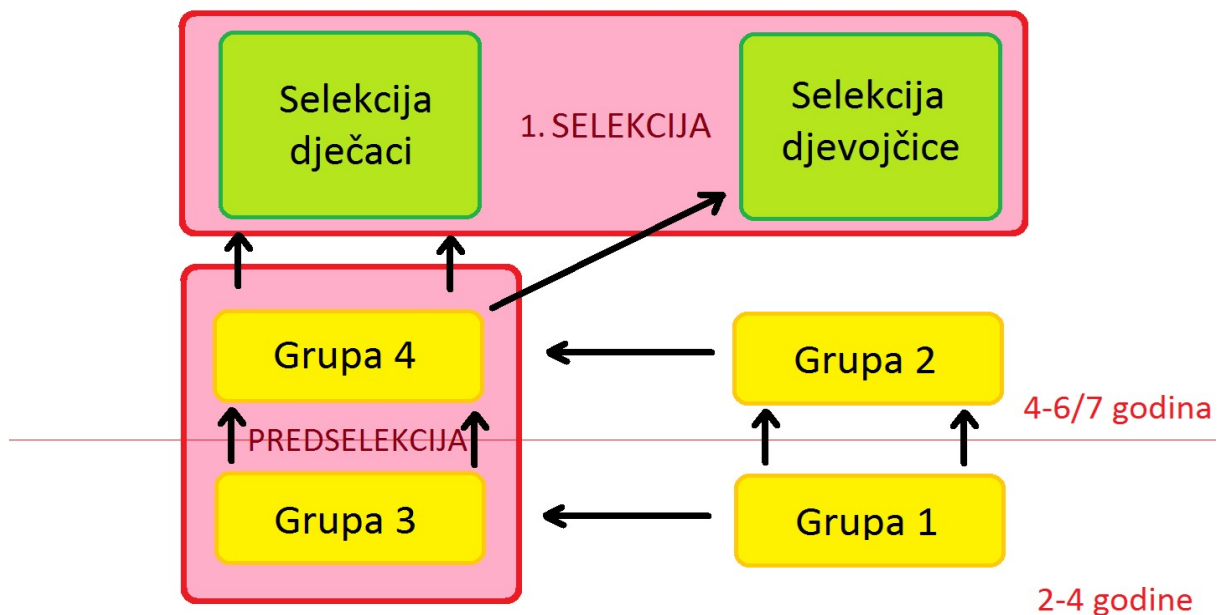 Selekcija
dječaci
1. SELEKCIJA
Selekcija
djevojčice
Grupa 4
Grupa 2
4-6/7 godina
PREDSELEKCIJA
Grupa 3
Grupa 1
2-4 godine